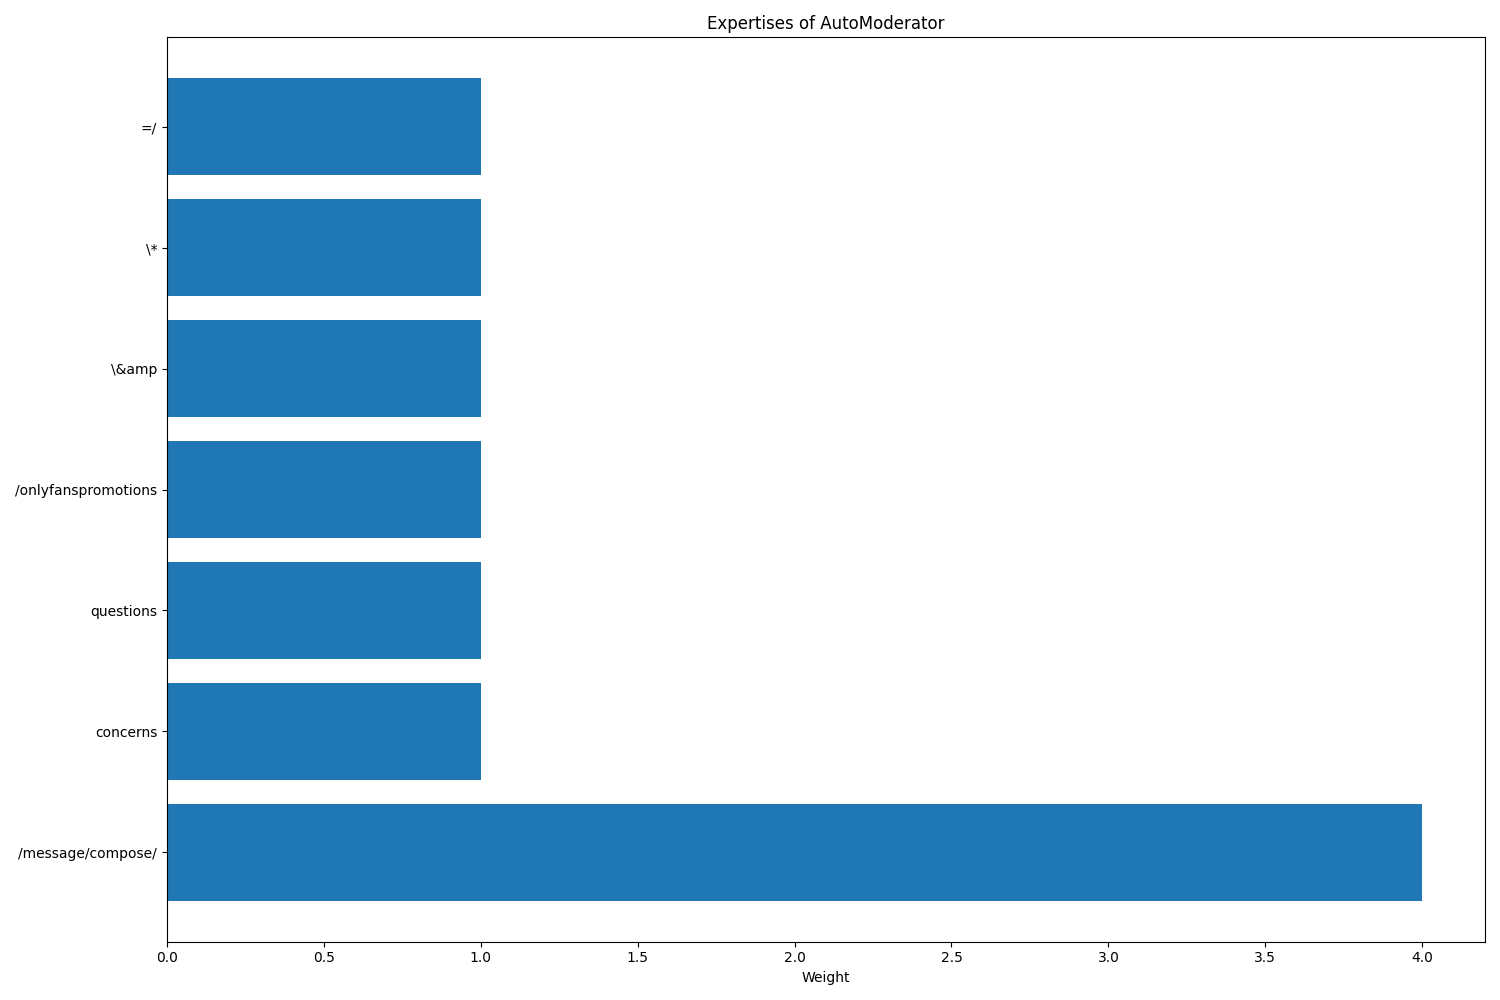 Expertises of AutoModerator
=/
\*
\&amp
/onlyfanspromotions
questions
concerns
/message/compose/
0.0 0.5 1.0 1.5 2.0 2.5 3.0 3.5 4.0
Weight